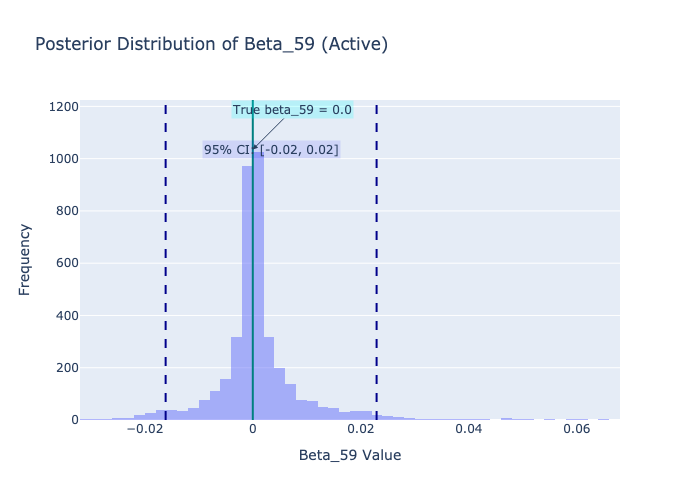 Posterior Distribution of Beta_59 (Active)
True beta_59 = 0.0
95% CI: [-0.02, 0.02]
1200
1000
800
600
400
200
0
Frequency
−0.02
0
0.02
0.04
0.06
Beta_59 Value